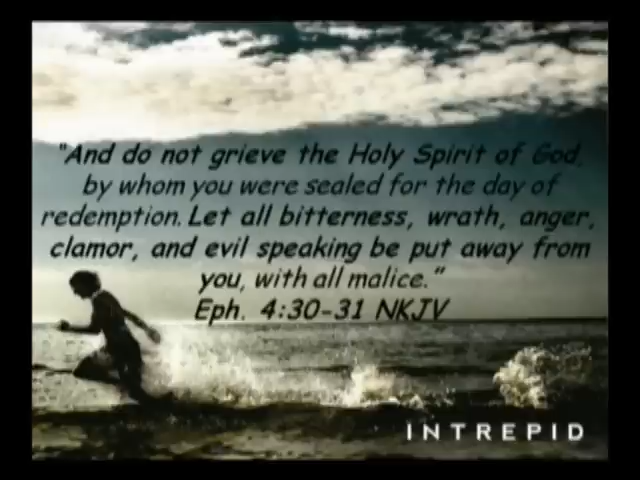 "And do not grieve the Holy Spirit of God,
by whom you were sealed for the day of
redemption. Let all bitterness, wrath, anger,
clamor, and evil speaking be put away from
you, with all malice."
Eph. 4:30-31 NKJV
INTREPID